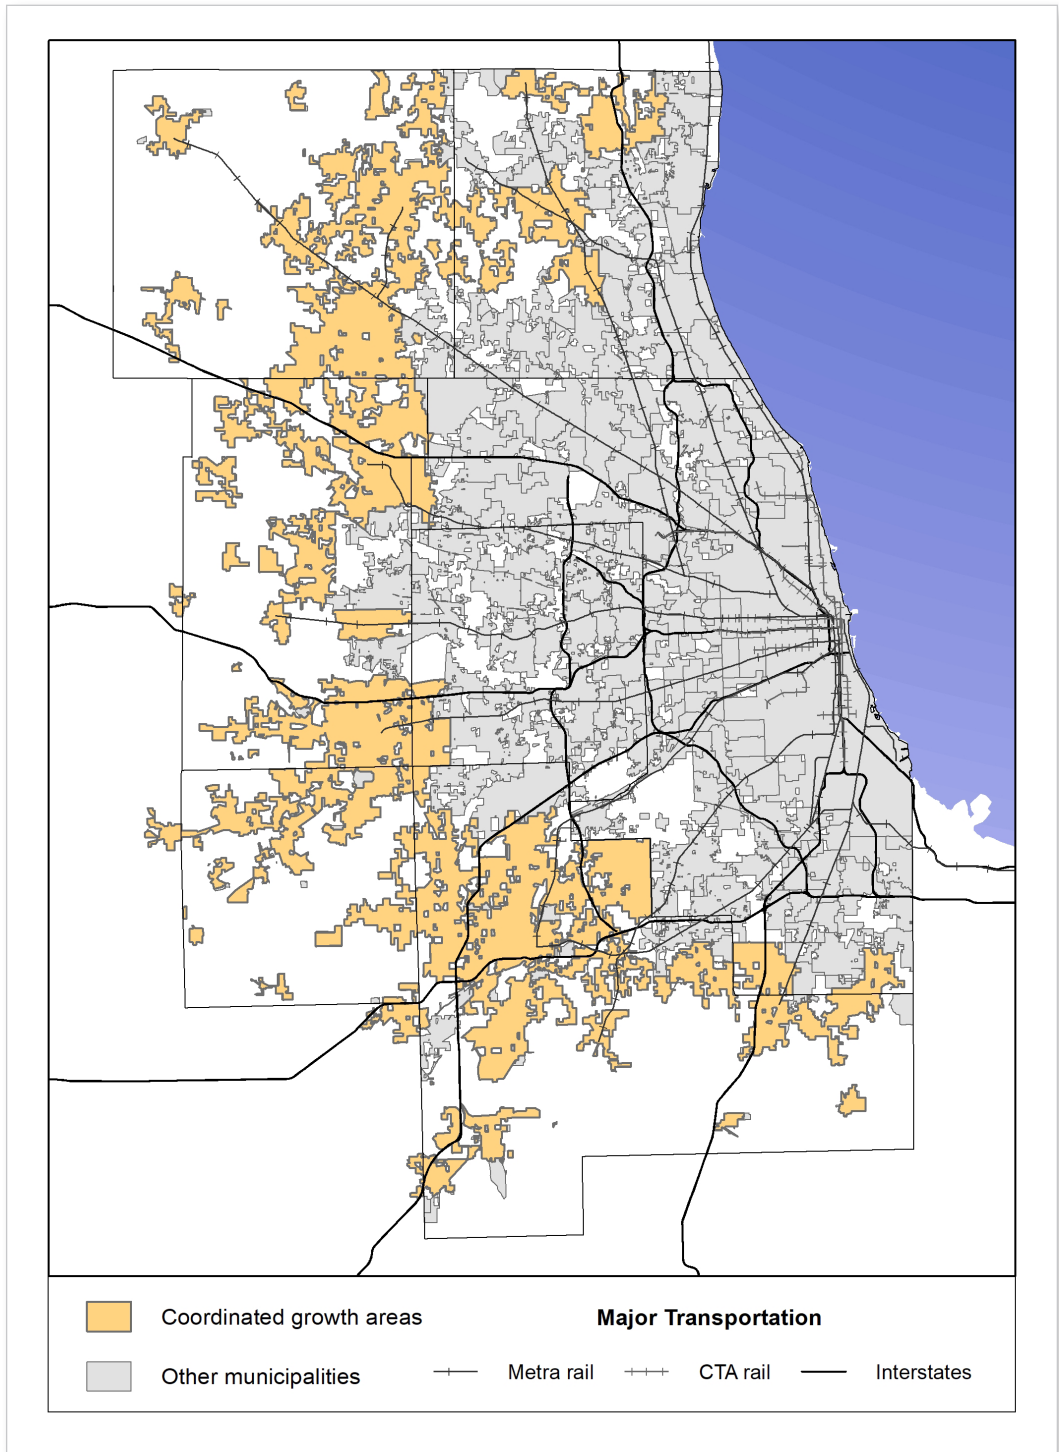 Coordinated growth areas
Major Transportation
Other municipalities
Metra rail
CTA rail
Interstates